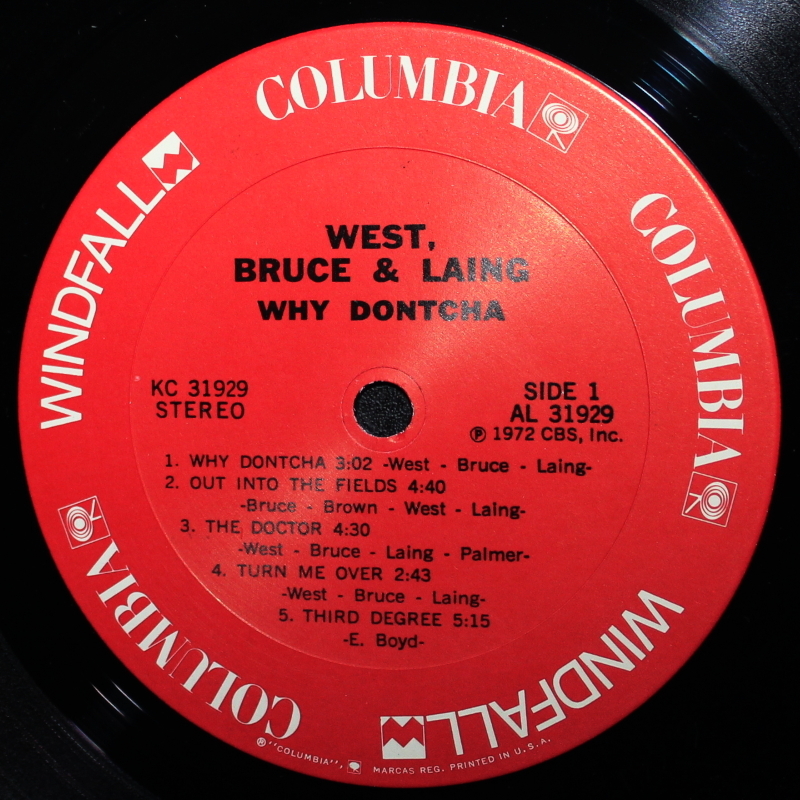 COLUMBIA
WINDFALL
COLUMBIA
WEST,
BRUCE & LAING
WHY DONTCHA
KC 31929
STEREO
SIDE 1
AL 31929
℗ 1972 CBS, Inc.
1. WHY DONTCHA 3:02 -West - Bruce - Laing-
2. OUT INTO THE FIELDS 4:40
-Bruce - Brown - West - Laing-
3. THE DOCTOR 4:30
-West - Bruce - Laing - Palmer-
4. TURN ME OVER 2:43
-West - Bruce - Laing-
5. THIRD DEGREE 5:15
-E. Boyd-
COLUMBIA
WINDFALL
® "COLUMBIA", MARCAS REG. PRINTED IN U.S.A.